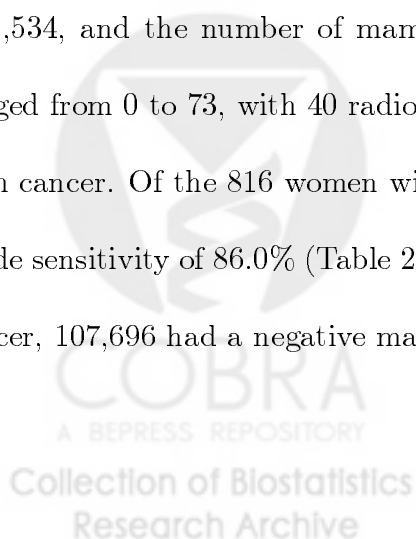 ,534, and the number of mam
ged from 0 to 73, with 40 radio
n cancer. Of the 816 women wi
de sensitivity of 86.0% (Table 2
cer, 107,696 had a negative ma
COBRA
A BEPRESS REPOSITORY
Collection of Biostatistics
Research Archive